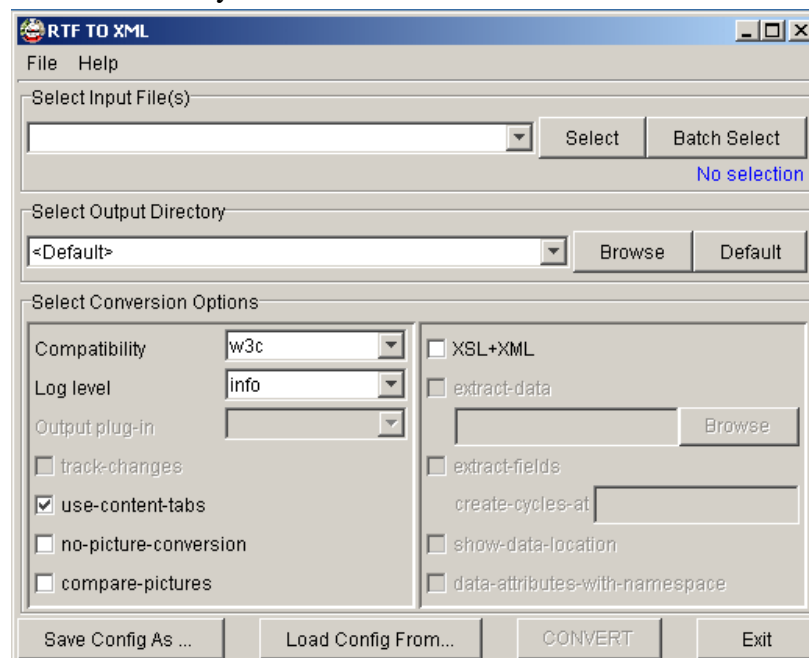 RTF TO XML
File Help
Select Input File(s)
Select Batch Select
No selection
Select Output Directory
<Default> Browse Default
Select Conversion Options
Compatibility w3c XSL+XML
Log level info extract-data
Output plug-in Browse
track-changes extract-fields
use-content-tabs create-cycles-at
no-picture-conversion show-data-location
compare-pictures data-attributes-with-namespace
Save Config As ... Load Config From... CONVERT Exit